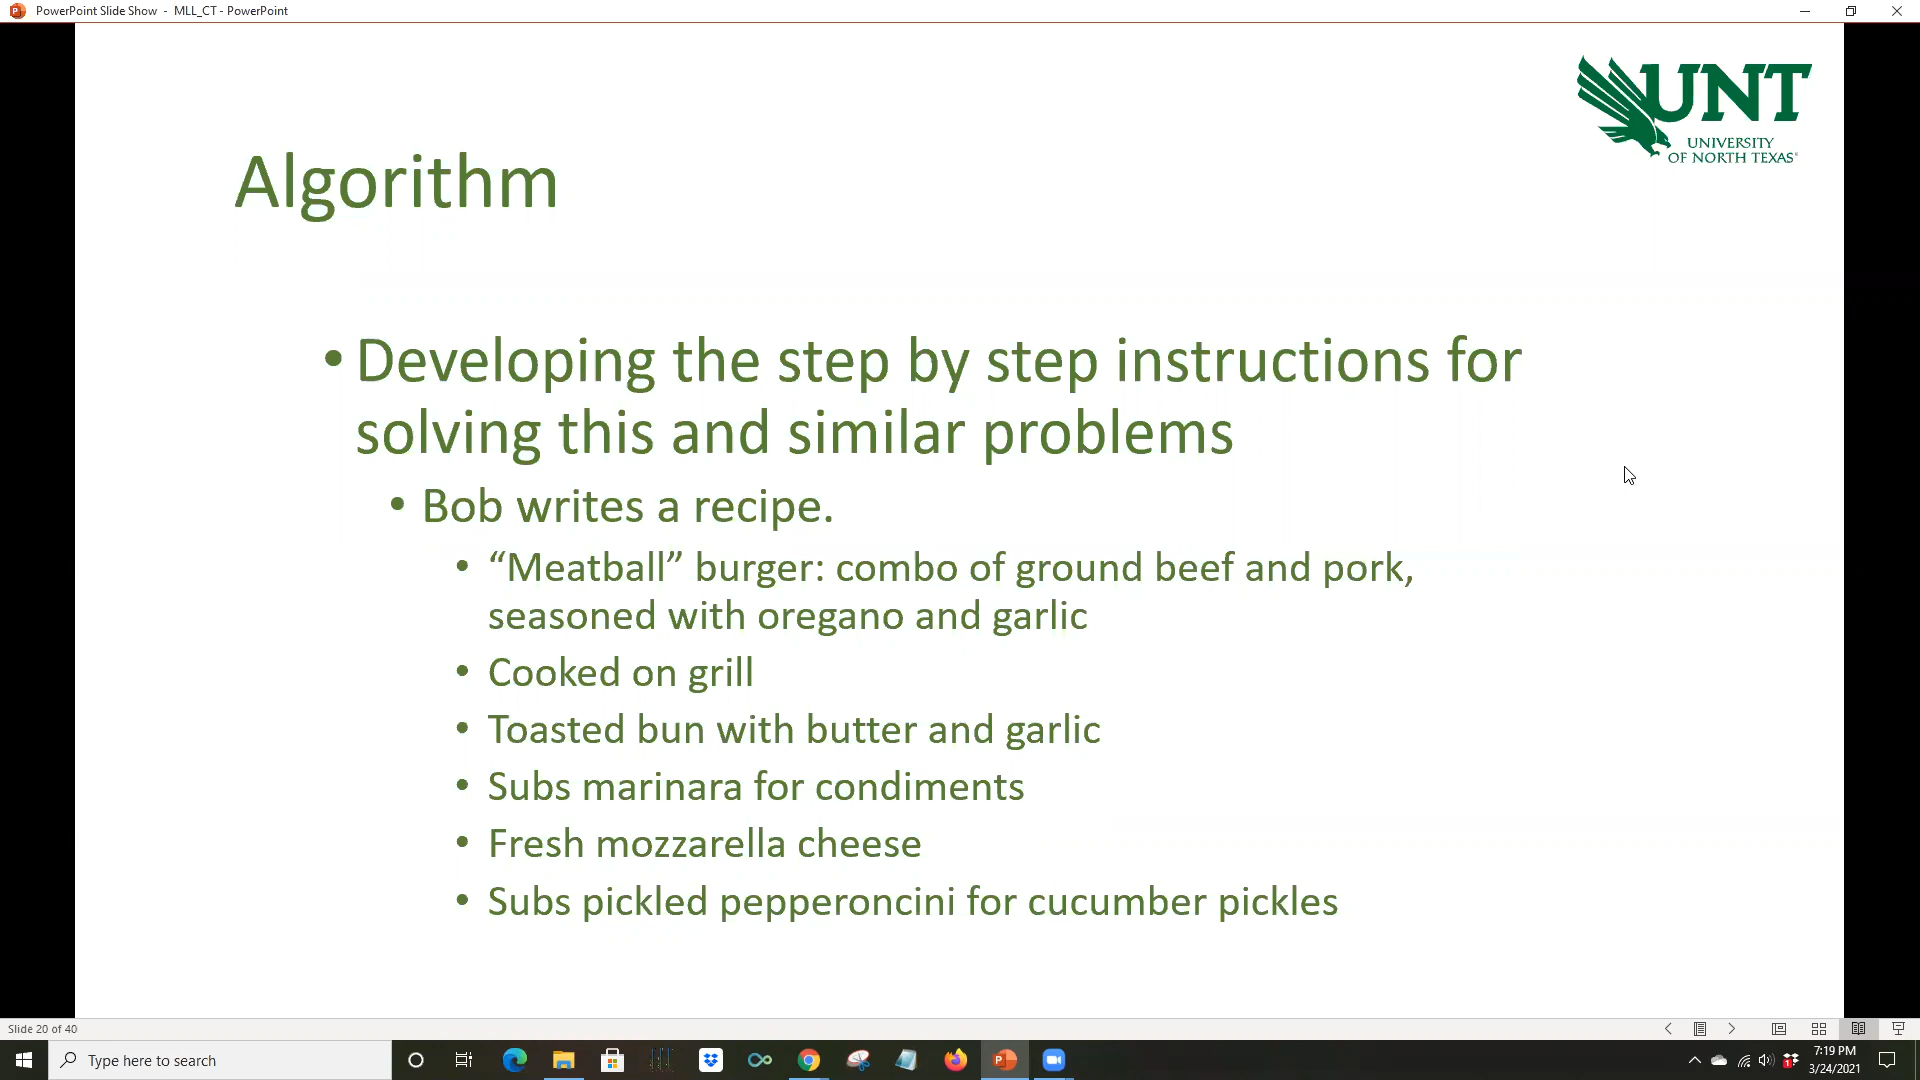 PowerPoint Slide Show - MLL_CT - PowerPoint
UNT
UNIVERSITY
OF NORTH TEXAS®
Algorithm
• Developing the step by step instructions for
solving this and similar problems
• Bob writes a recipe.
• “Meatball” burger: combo of ground beef and pork,
seasoned with oregano and garlic
• Cooked on grill
• Toasted bun with butter and garlic
• Subs marinara for condiments
• Fresh mozzarella cheese
• Subs pickled pepperoncini for cucumber pickles
Slide 20 of 40
Type here to search
7:19 PM
3/24/2021